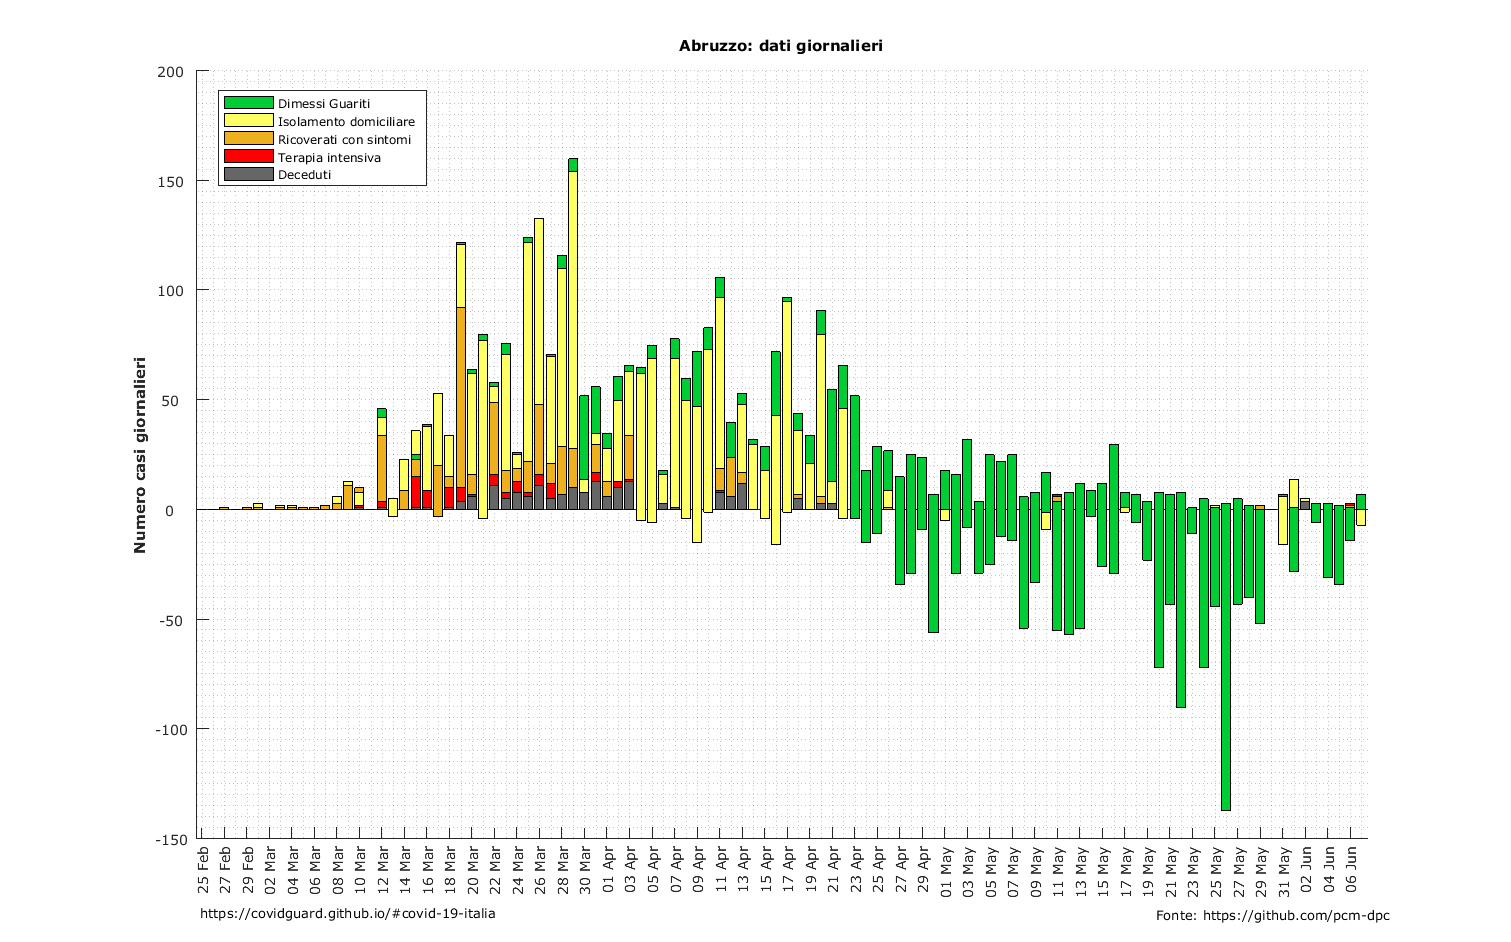 Abruzzo: dati giornalieri
200
150
100
50
0
-50
-100
-150
Numero casi giornalieri
Dimessi Guariti
Isolamento domiciliare
Ricoverati con sintomi
Terapia intensiva
Deceduti
25 Feb
27 Feb
29 Feb
02 Mar
04 Mar
06 Mar
08 Mar
10 Mar
12 Mar
14 Mar
16 Mar
18 Mar
20 Mar
22 Mar
24 Mar
26 Mar
28 Mar
30 Mar
01 Apr
03 Apr
05 Apr
07 Apr
09 Apr
11 Apr
13 Apr
15 Apr
17 Apr
19 Apr
21 Apr
23 Apr
25 Apr
27 Apr
29 Apr
01 May
03 May
05 May
07 May
09 May
11 May
13 May
15 May
17 May
19 May
21 May
23 May
25 May
27 May
29 May
31 May
02 Jun
04 Jun
06 Jun
https://covidguard.github.io/#covid-19-italia
Fonte: https://github.com/pcm-dpc